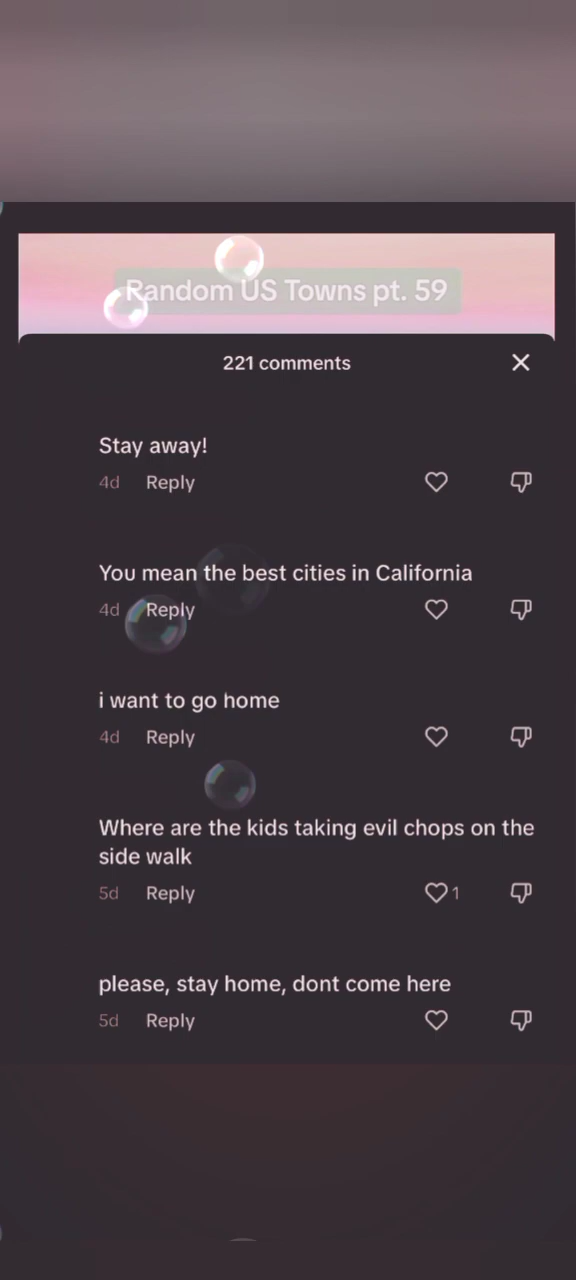 Random US Towns pt. 59
221 comments
Stay away!
4d Reply
You mean the best cities in California
4d Reply
i want to go home
4d Reply
Where are the kids taking evil chops on the
side walk
5d Reply 1
please, stay home, dont come here
5d Reply